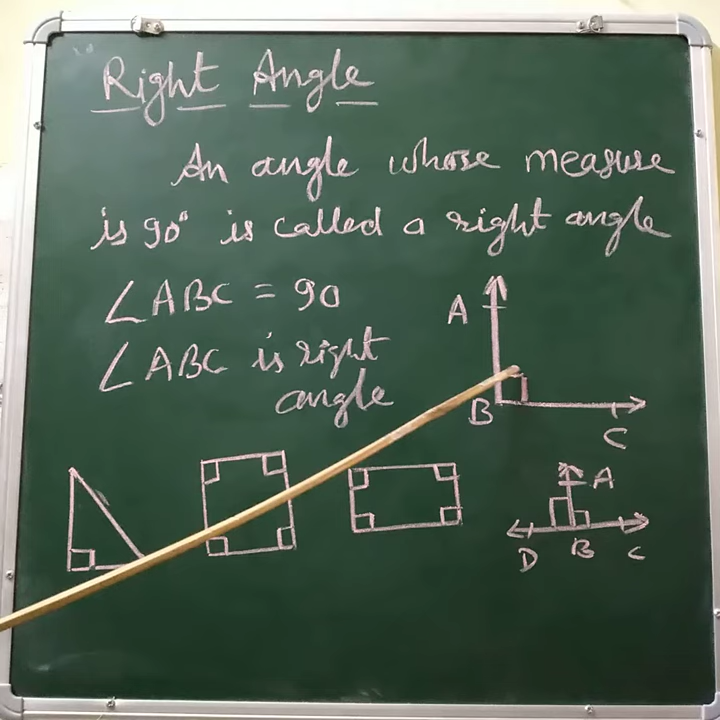 Right Angle
An angle whose measure
is 90° is called a right angle
∠ABC = 90
∠ABC is right
angle
A
B
C
A
D B C